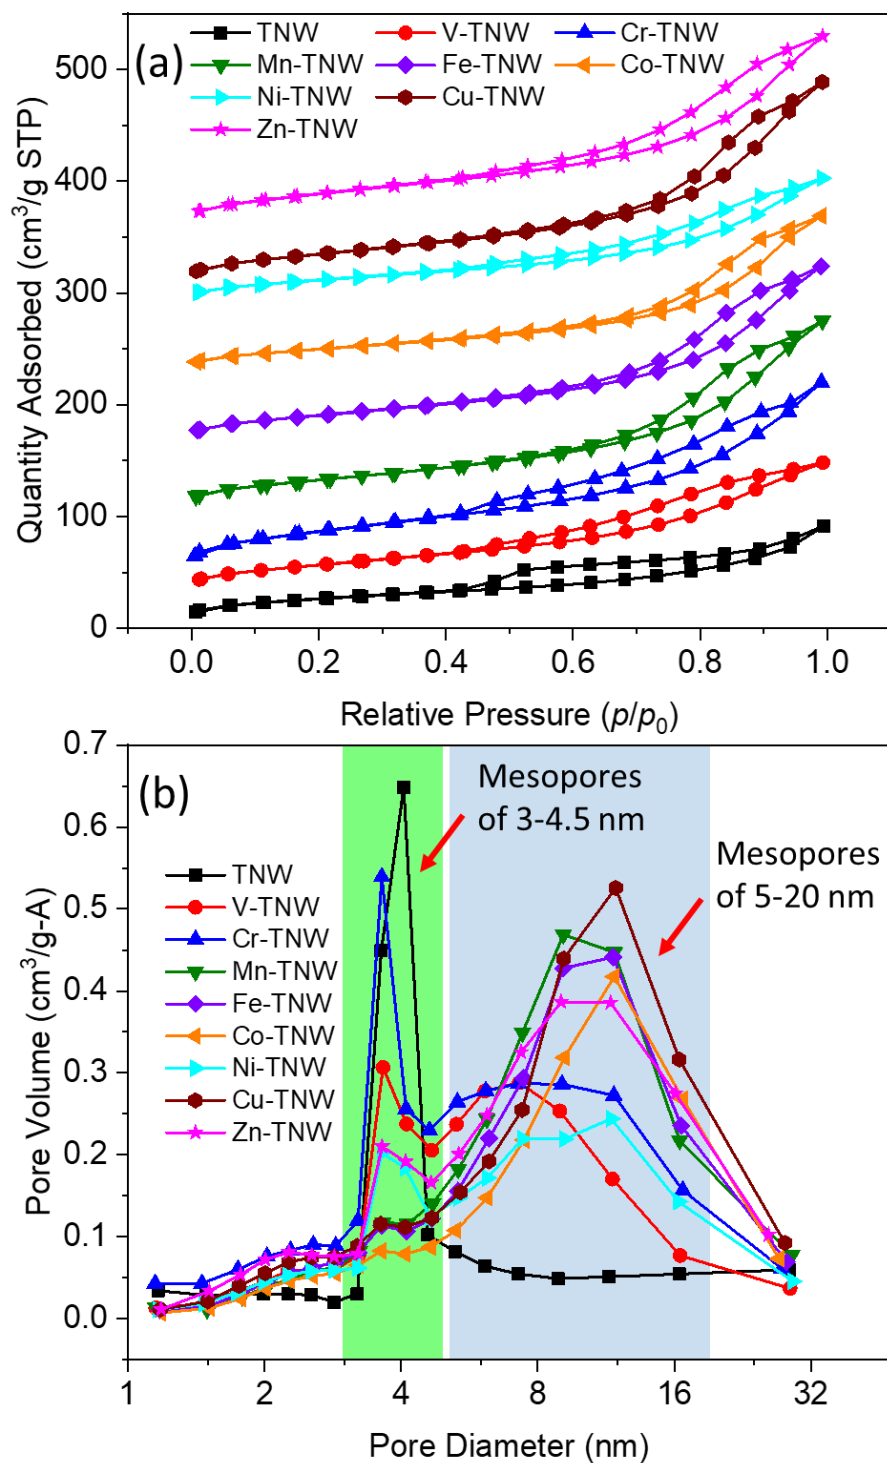 (a)
TNW V-TNW Cr-TNW
Mn-TNW Fe-TNW Co-TNW
Ni-TNW Cu-TNW
Zn-TNW
Quantity Adsorbed (cm³/g STP)
500
400
300
200
100
0
0.0 0.2 0.4 0.6 0.8 1.0
Relative Pressure (p/p₀)
(b)
Mesopores
of 3-4.5 nm
Mesopores
of 5-20 nm
TNW
V-TNW
Cr-TNW
Mn-TNW
Fe-TNW
Co-TNW
Ni-TNW
Cu-TNW
Zn-TNW
Pore Volume (cm³/g-A)
0.7
0.6
0.5
0.4
0.3
0.2
0.1
0.0
1 2 4 8 16 32
Pore Diameter (nm)